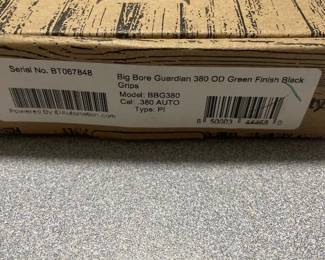 Serial No. BT067848
Big Bore Guardian 380 OD Green Finish Black
Grips
Model: BBG380
Cal: .380 AUTO
Type: PI
Powered By IDAutomation.com